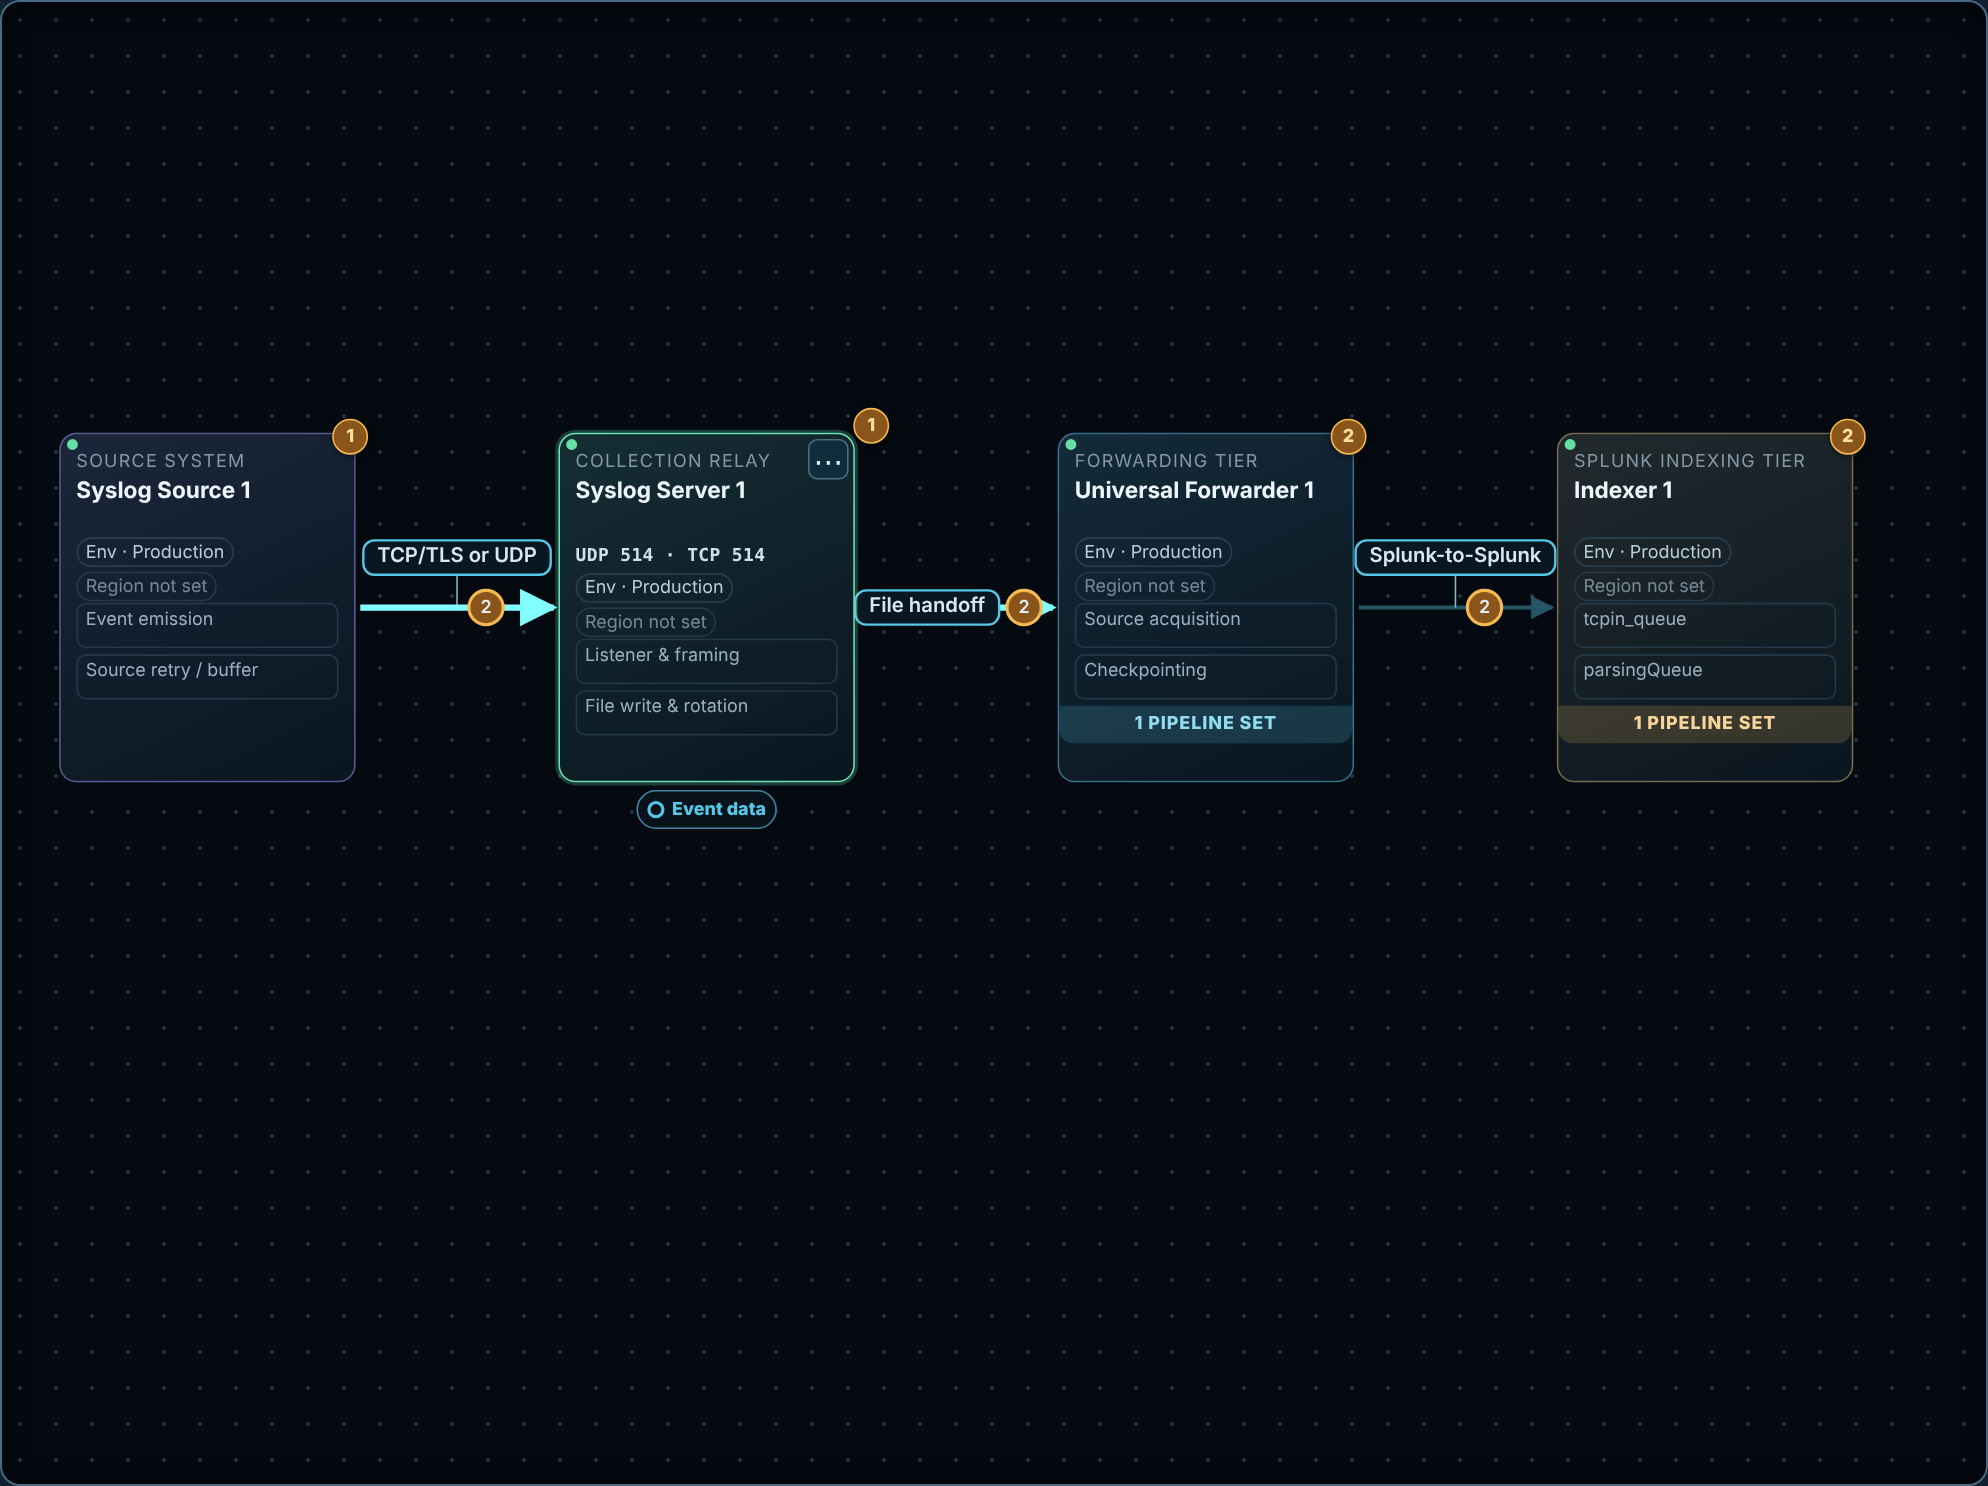 1
SOURCE SYSTEM
Syslog Source 1
Env · Production
Region not set
Event emission
Source retry / buffer
TCP/TLS or UDP
2
1
COLLECTION RELAY
...
Syslog Server 1
UDP 514 · TCP 514
Env · Production
Region not set
Listener & framing
File write & rotation
Event data
File handoff
2
2
FORWARDING TIER
Universal Forwarder 1
Env · Production
Region not set
Source acquisition
Checkpointing
1 PIPELINE SET
Splunk-to-Splunk
2
2
SPLUNK INDEXING TIER
Indexer 1
Env · Production
Region not set
tcpin_queue
parsingQueue
1 PIPELINE SET